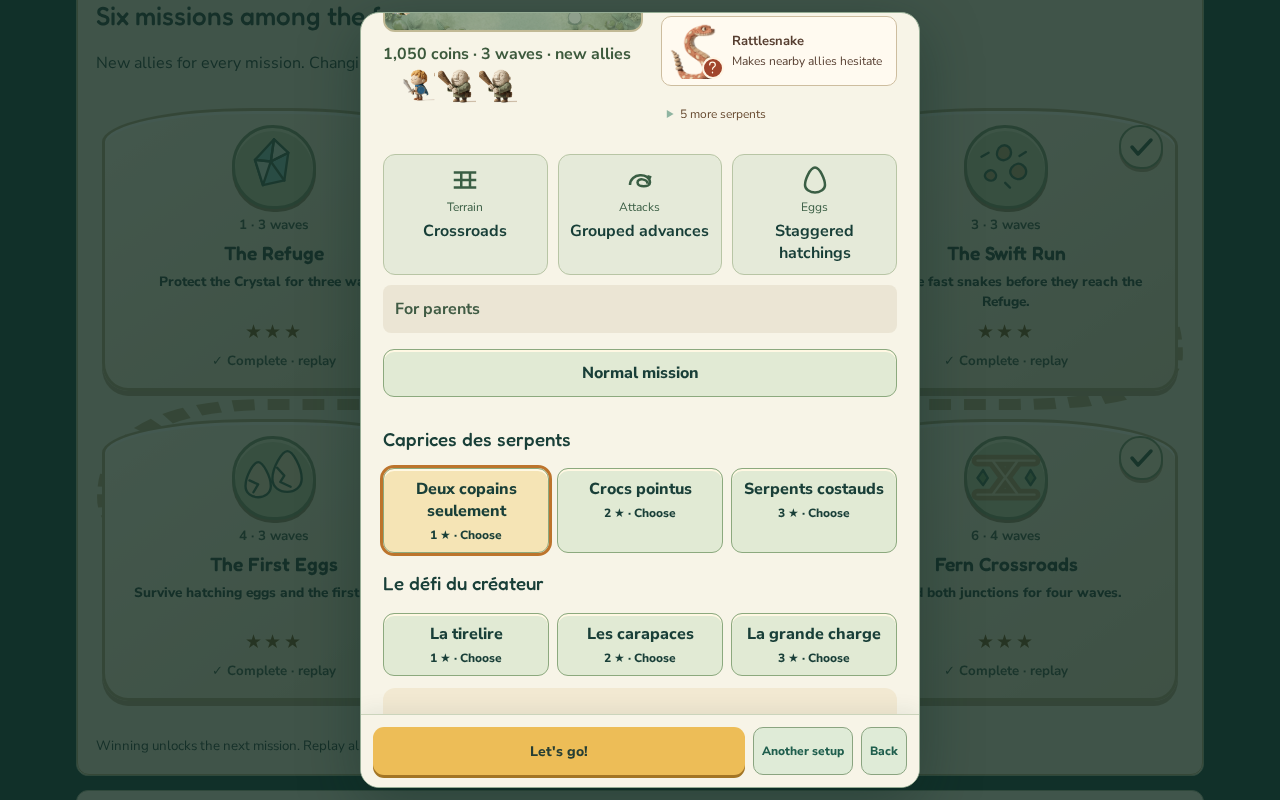 Six missions among the
New allies for every mission. Changi
1 · 3 waves
The Refuge
Protect the Crystal for three wa
★★★
✓ Complete · replay
4 · 3 waves
The First Eggs
Survive hatching eggs and the first
★★★
✓ Complete · replay
Winning unlocks the next mission. Replay al
1,050 coins · 3 waves · new allies
Rattlesnake
Makes nearby allies hesitate
?
▶ 5 more serpents
Terrain
Crossroads
Attacks
Grouped advances
Eggs
Staggered
hatchings
For parents
Normal mission
Caprices des serpents
Deux copains
seulement
1 ★ · Choose
Crocs pointus
2 ★ · Choose
Serpents costauds
3 ★ · Choose
Le défi du créateur
La tirelire
1 ★ · Choose
Les carapaces
2 ★ · Choose
La grande charge
3 ★ · Choose
Let's go!
Another setup
Back
3 · 3 waves
The Swift Run
fast snakes before they reach the
Refuge.
★★★
✓ Complete · replay
6 · 4 waves
Fern Crossroads
both junctions for four waves.
★★★
✓ Complete · replay